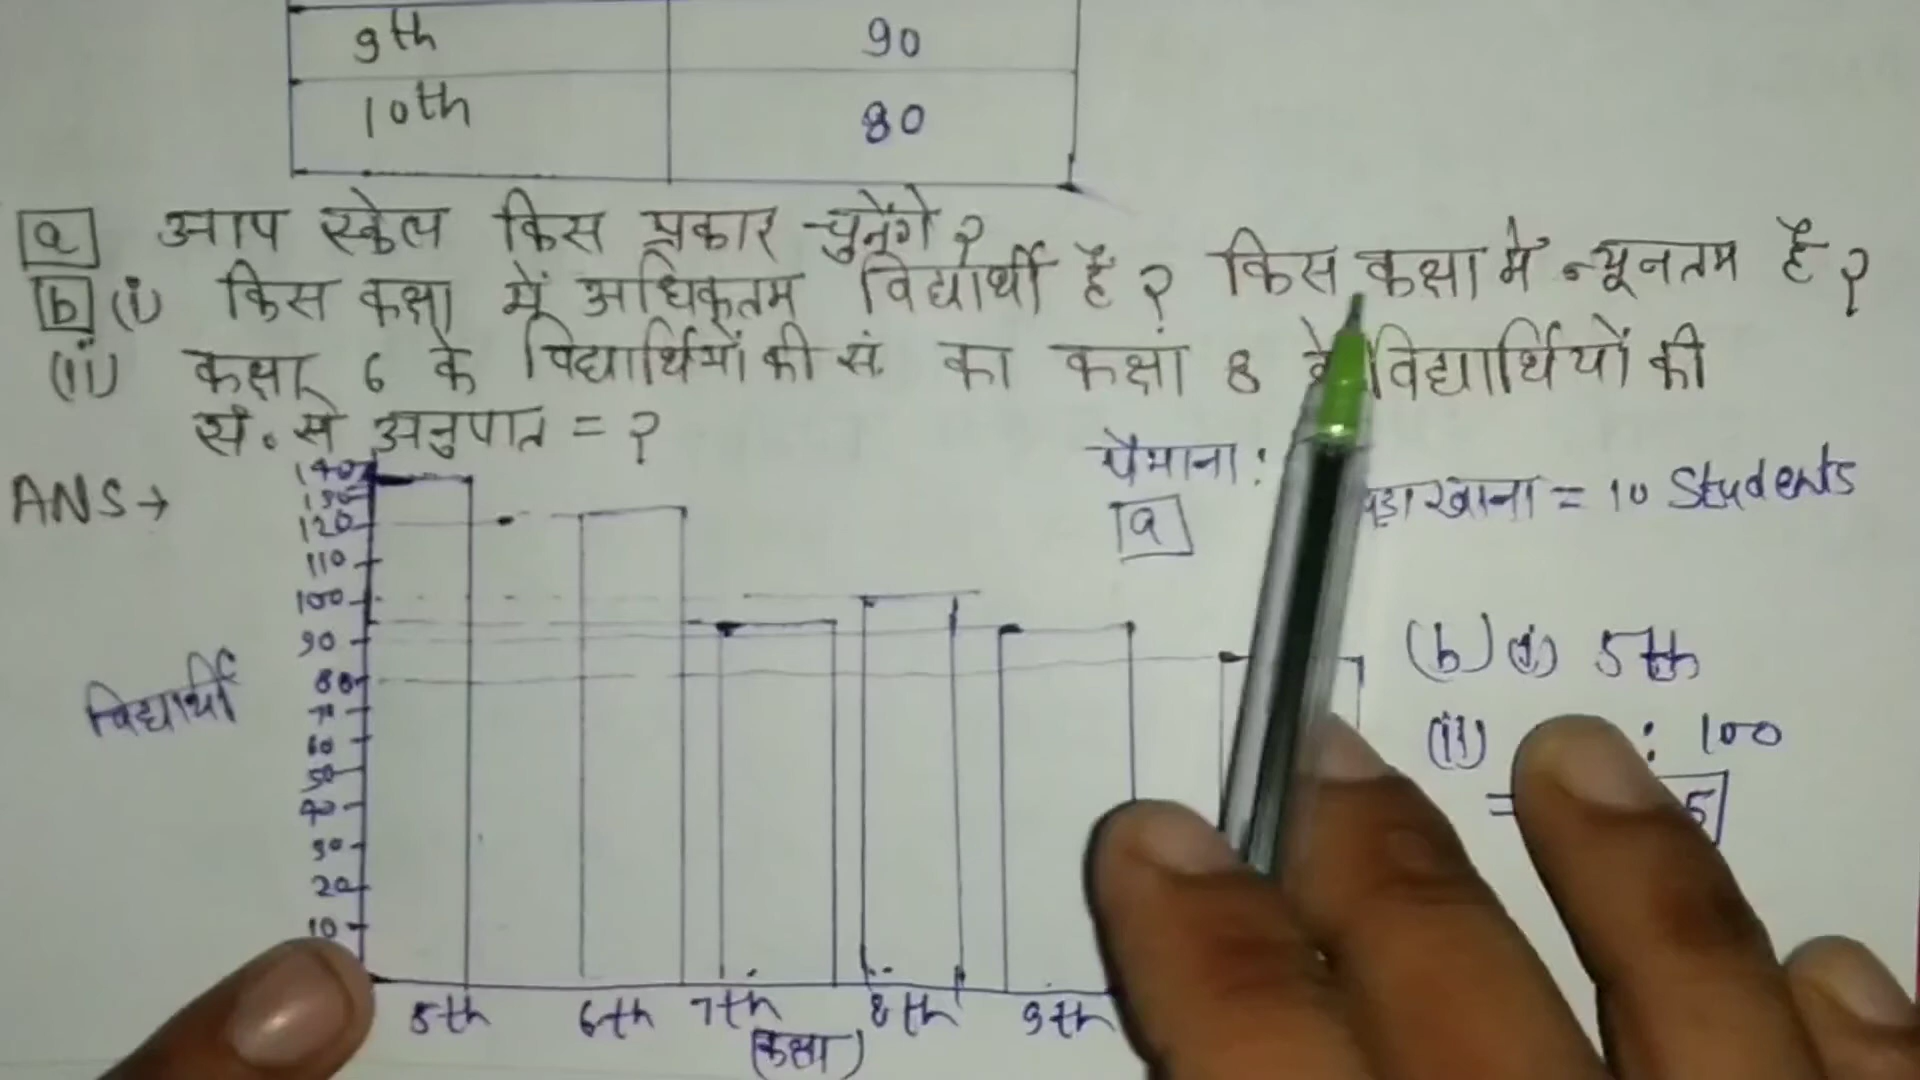 9th 90
10th 80
a आप स्केल किस प्रकार चुनेंगे ?
b (i) किस कक्षा में अधिकतम विद्यार्थी हैं ? किस कक्षा में न्यूनतम है ?
(ii) कक्षा 6 के विद्यार्थियों की सं. का कक्षा 8 के विद्यार्थियों की
सं. से अनुपात = ?
ANS →
पैमाना :
a खाना = 10 Students
140
130
120
110
100
90
80
70
60
50
40
30
20
10
विद्यार्थी
(b) (i) 5th
(ii) : 100
= 5
5th 6th 7th 8th 9th
(कक्षा)